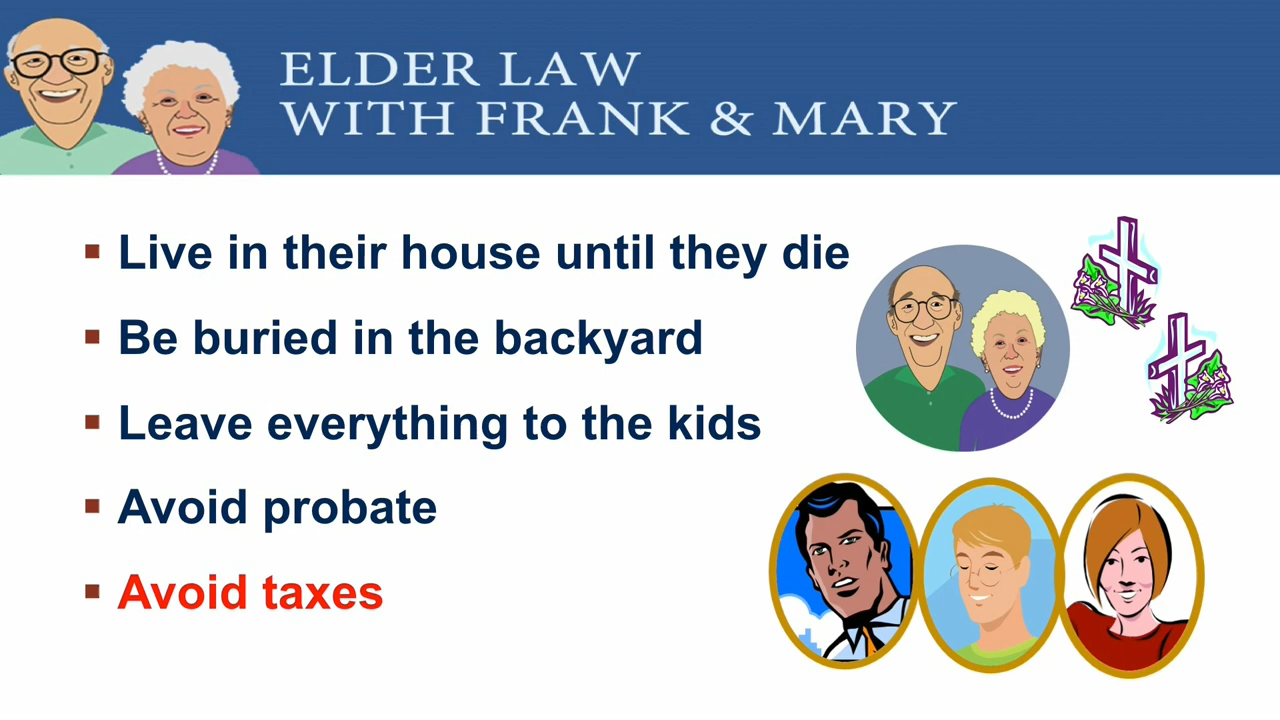 ELDER LAW
WITH FRANK & MARY
▪ Live in their house until they die
▪ Be buried in the backyard
▪ Leave everything to the kids
▪ Avoid probate
▪ Avoid taxes